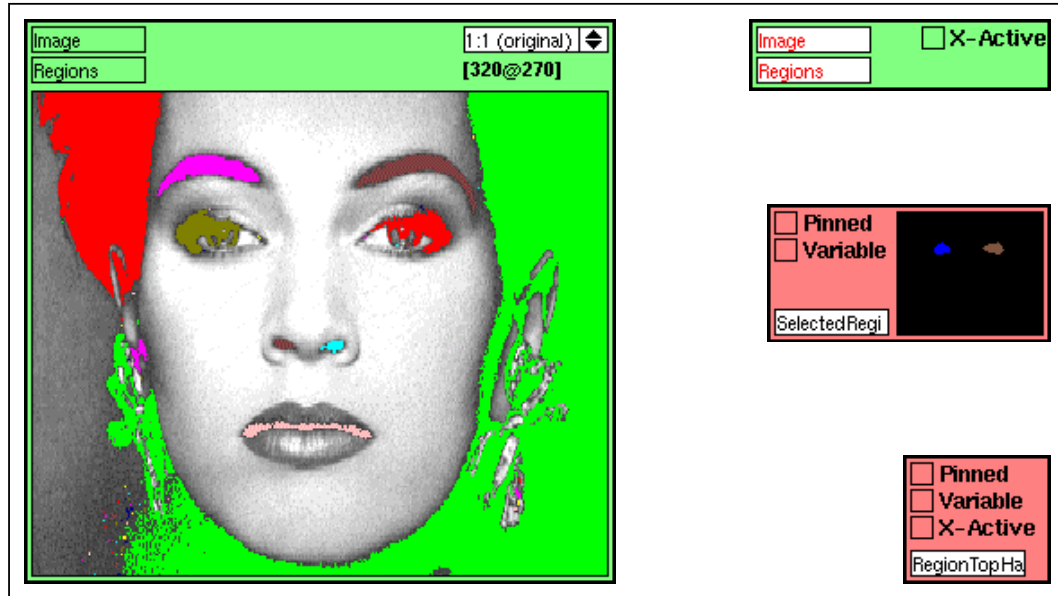 Image
1:1 (original)
Regions
[320@270]
Image
X-Active
Regions
Pinned
Variable
SelectedRegi
Pinned
Variable
X-Active
RegionTopHa